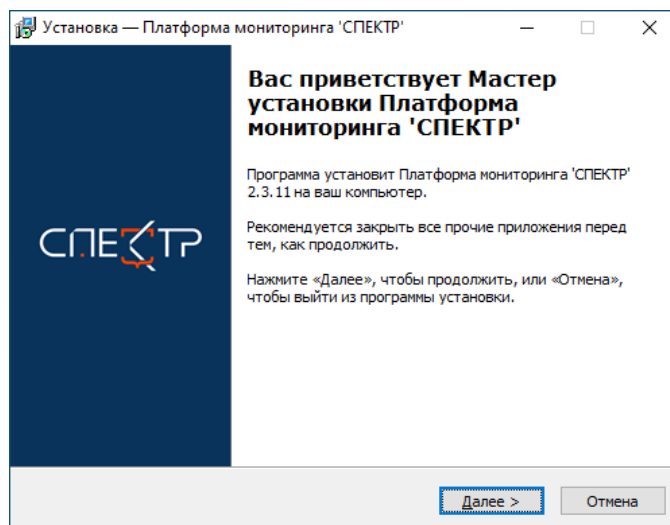 Установка — Платформа мониторинга 'СПЕКТР'
Вас приветствует Мастер
установки Платформа
мониторинга 'СПЕКТР'
Программа установит Платформа мониторинга 'СПЕКТР'
2.3.11 на ваш компьютер.
Рекомендуется закрыть все прочие приложения перед
тем, как продолжить.
Нажмите «Далее», чтобы продолжить, или «Отмена»,
чтобы выйти из программы установки.
СПЕКТР
Далее >
Отмена